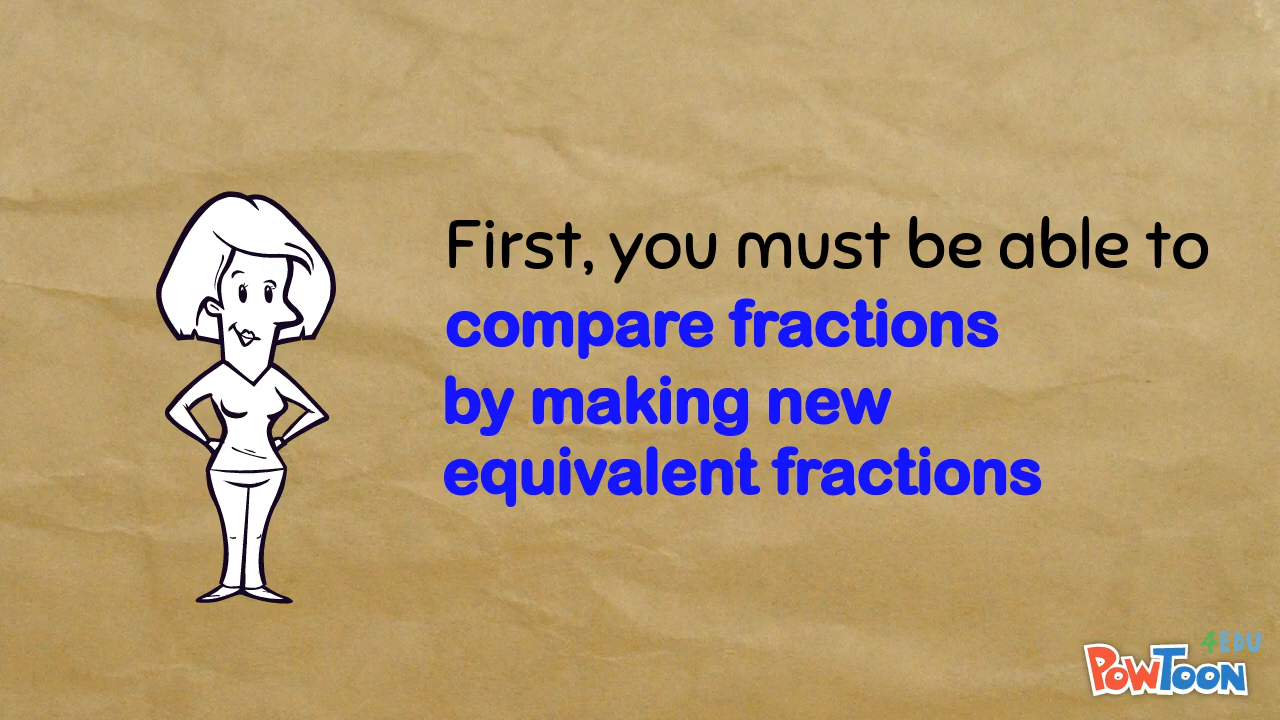 First, you must be able to
compare fractions
by making new
equivalent fractions
4EDU
POWTOON